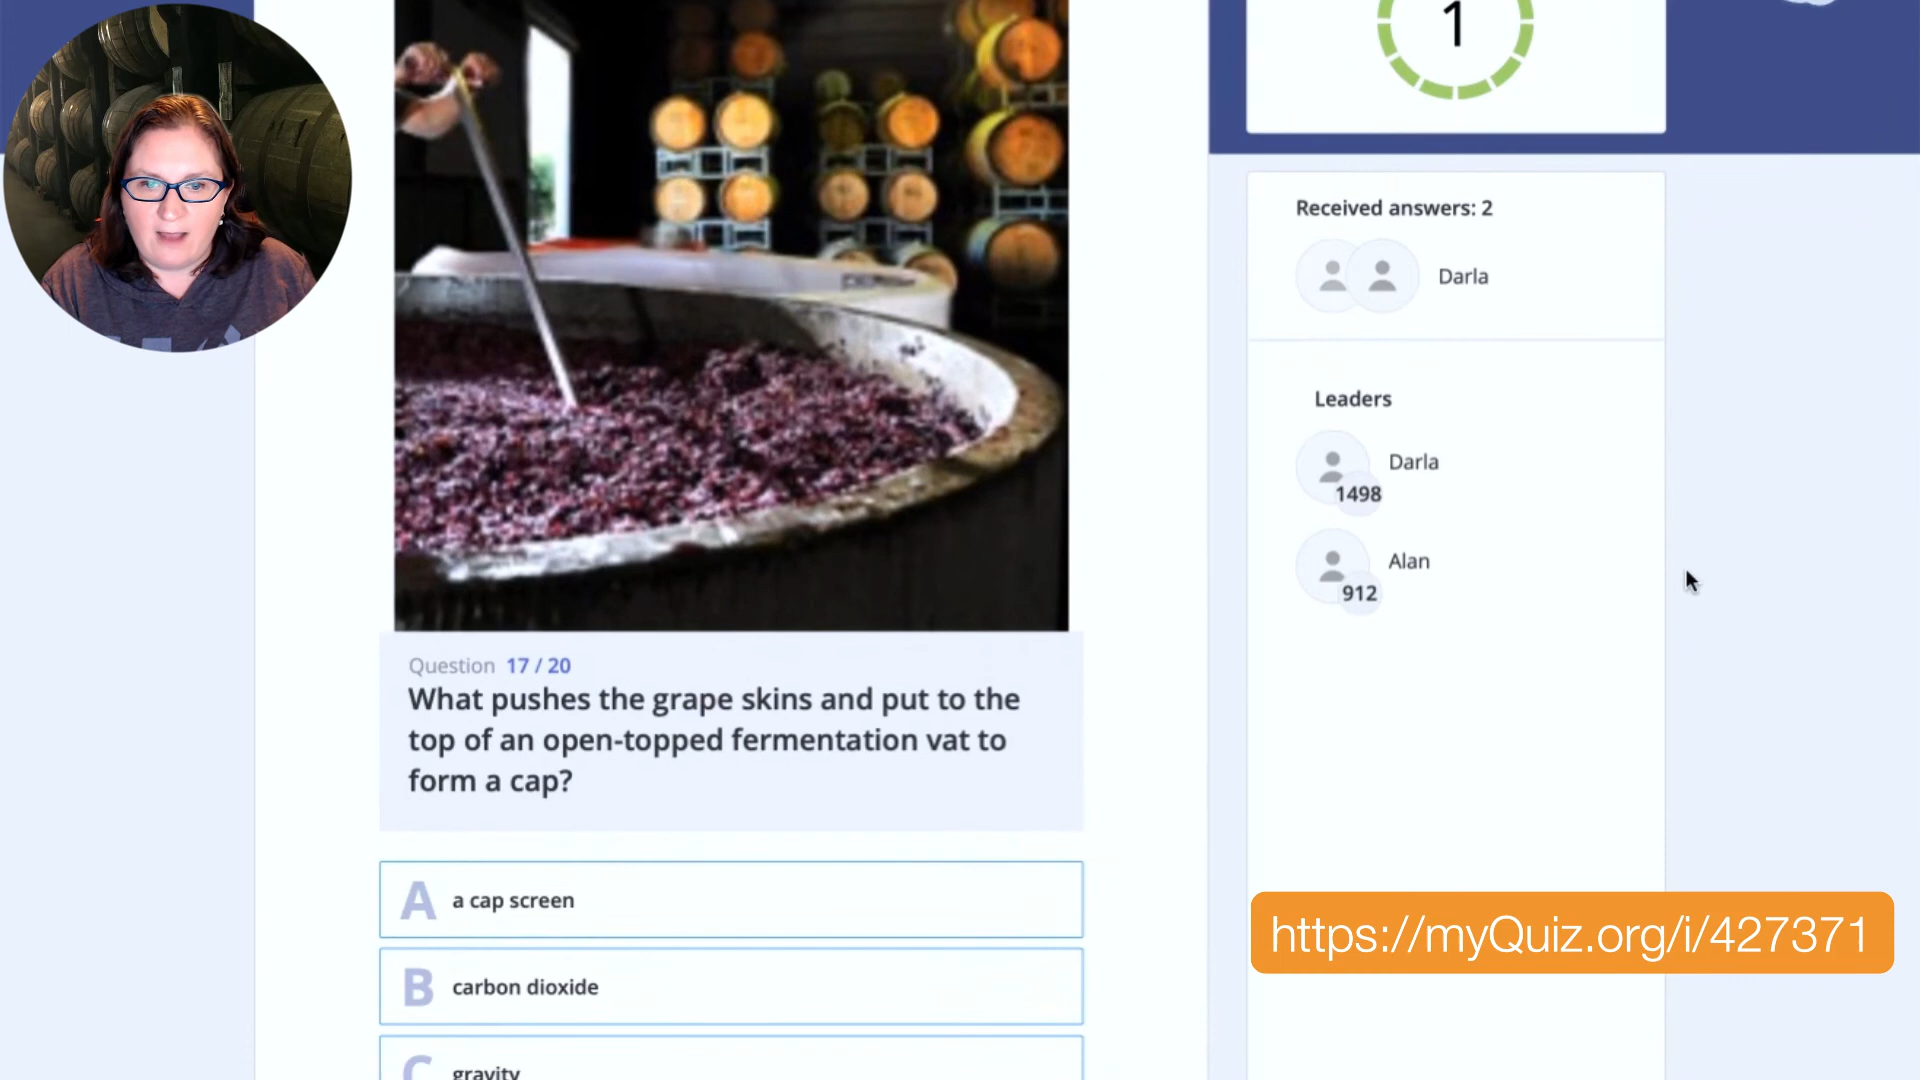 1
Received answers: 2
Darla
Leaders
Darla
1498
Alan
912
Question 17 / 20
What pushes the grape skins and put to the
top of an open-topped fermentation vat to
form a cap?
A a cap screen
B carbon dioxide
C gravity
https://myQuiz.org/i/427371